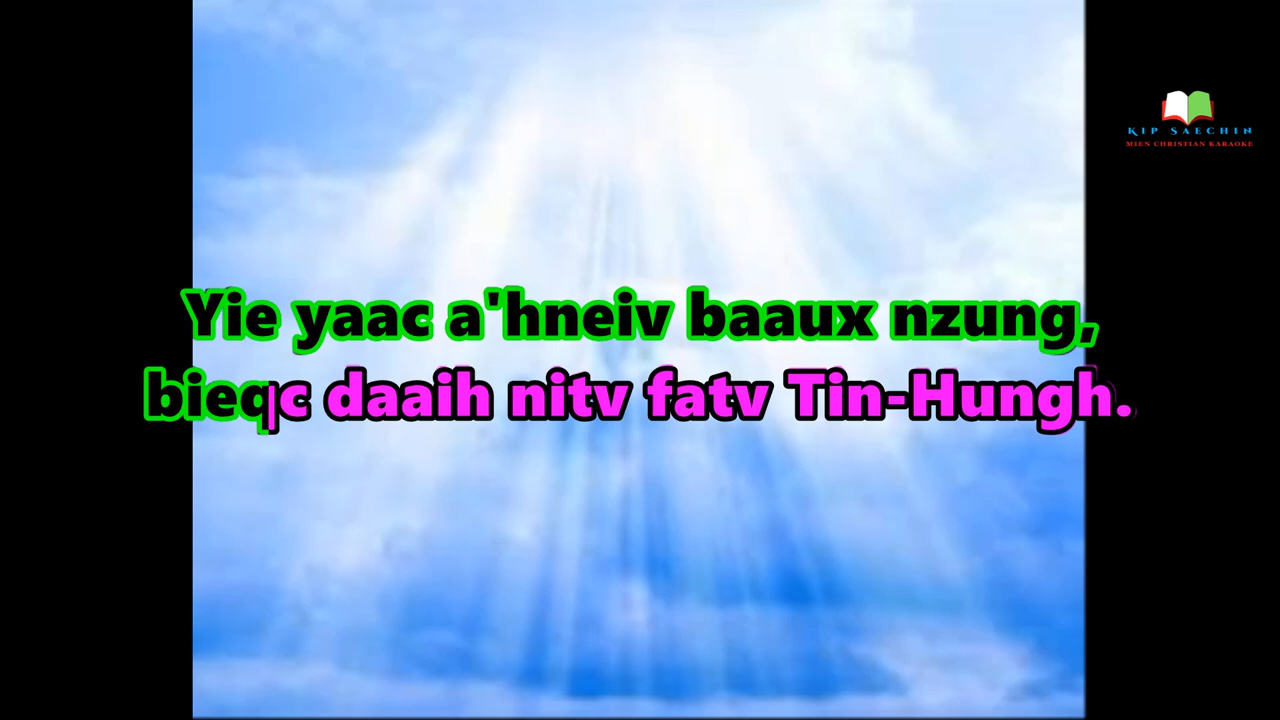 KIP SAECHIN
MIEN CHRISTIAN KARAOKE
Yie yaac a'hneiv baaux nzung,
bieqc daaih nitv fatv Tin-Hungh.